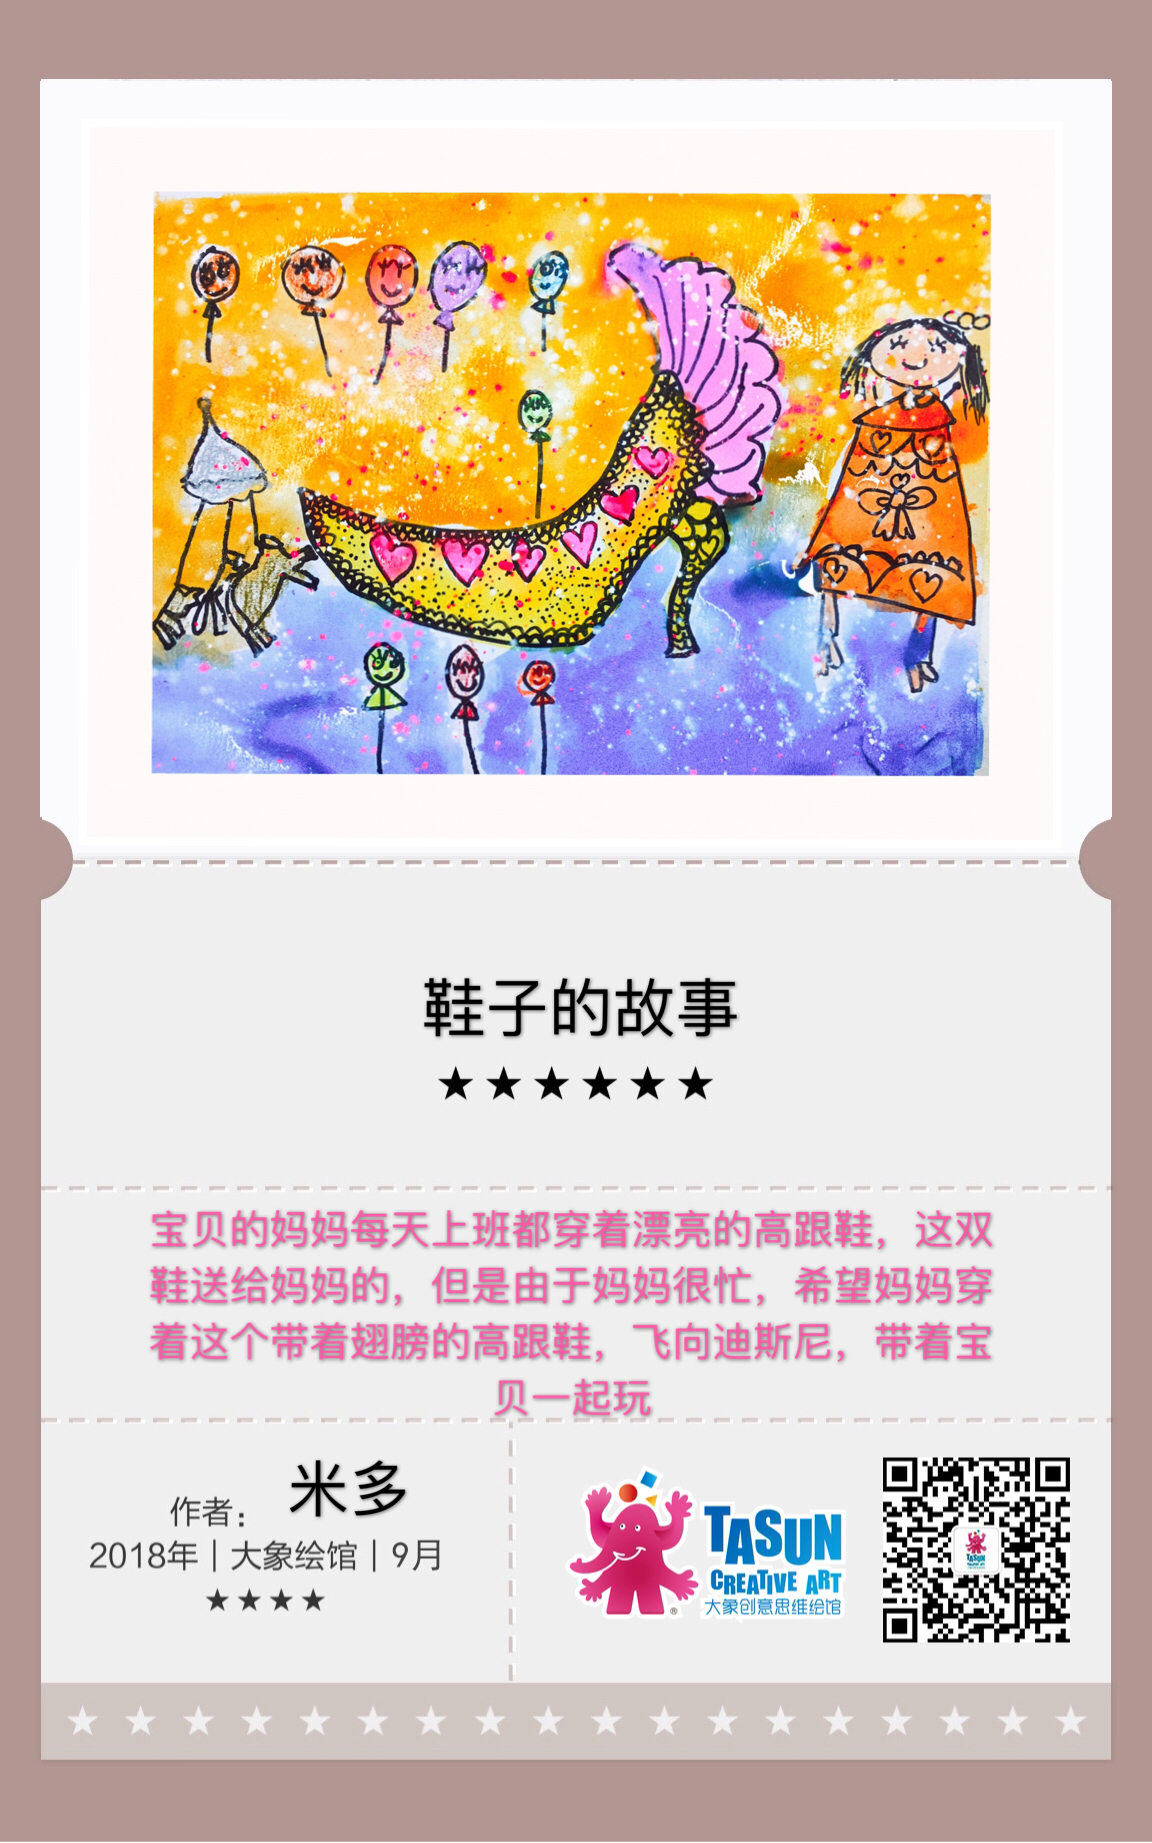 鞋子的故事
★★★★★★
宝贝的妈妈每天上班都穿着漂亮的高跟鞋，这双
鞋送给妈妈的，但是由于妈妈很忙，希望妈妈穿
着这个带着翅膀的高跟鞋，飞向迪斯尼，带着宝
贝一起玩
作者： 米多
2018年｜大象绘馆｜9月
★★★★
TASUN
CREATIVE ART
大象创意思维绘馆
®
TASUN